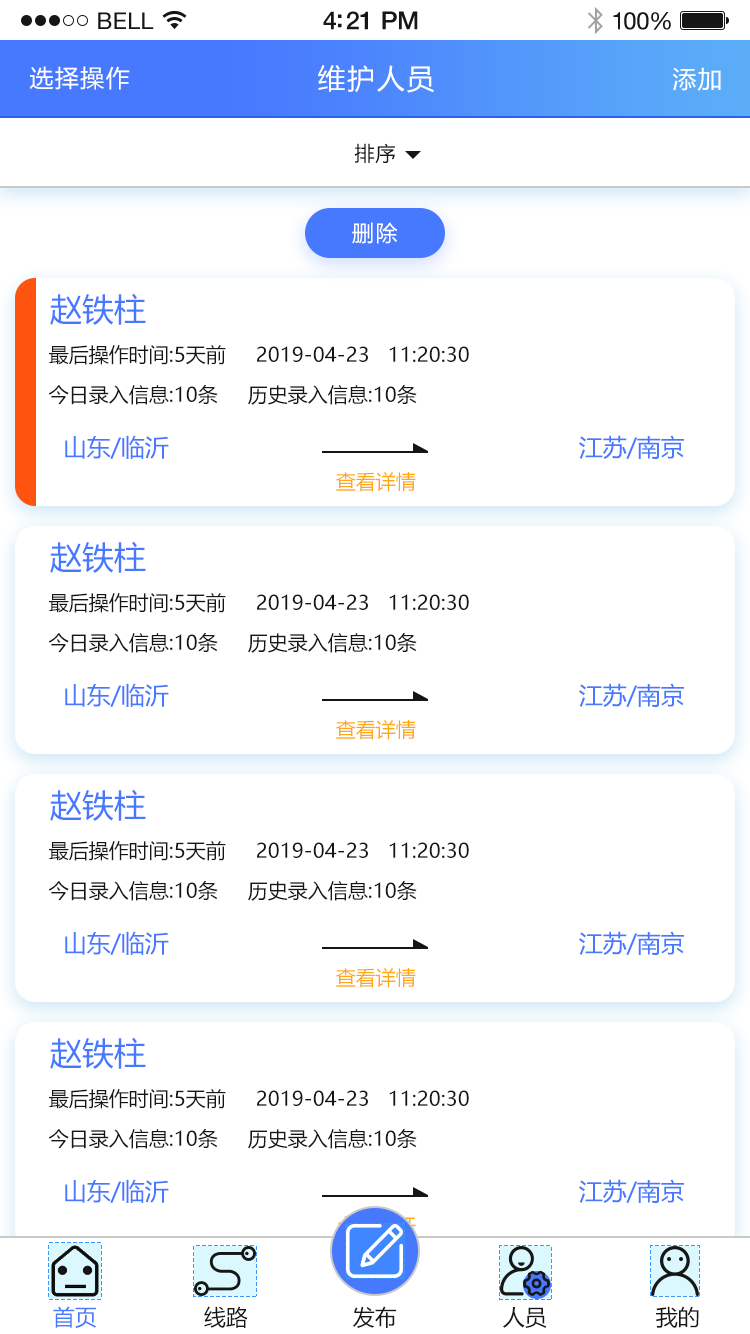 BELL 4:21 PM 100%
选择操作 维护人员 添加
排序
删除
赵铁柱
最后操作时间:5天前 2019-04-23 11:20:30
今日录入信息:10条 历史录入信息:10条
山东/临沂 江苏/南京
查看详情
赵铁柱
最后操作时间:5天前 2019-04-23 11:20:30
今日录入信息:10条 历史录入信息:10条
山东/临沂 江苏/南京
查看详情
赵铁柱
最后操作时间:5天前 2019-04-23 11:20:30
今日录入信息:10条 历史录入信息:10条
山东/临沂 江苏/南京
查看详情
赵铁柱
最后操作时间:5天前 2019-04-23 11:20:30
今日录入信息:10条 历史录入信息:10条
山东/临沂 江苏/南京
首页 线路 发布 人员 我的